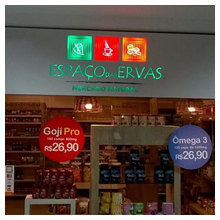 ESPAÇO DAS ERVAS
Goji Pro
R$26,90
Ômega 3
R$26,90